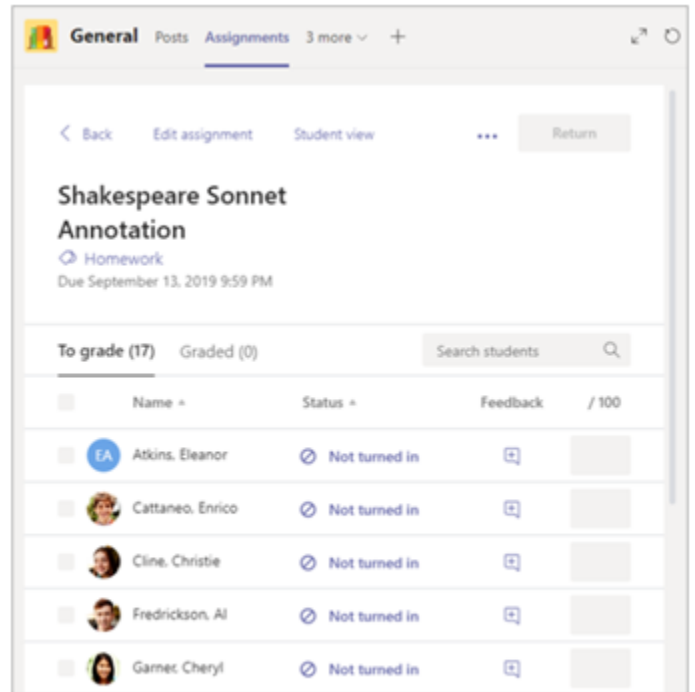 General Posts Assignments 3 more
Back Edit assignment Student view ... Return
Shakespeare Sonnet
Annotation
Homework
Due September 13, 2019 9:59 PM
To grade (17) Graded (0) Search students
Name Status Feedback / 100
EA Atkins, Eleanor Not turned in
Cattaneo, Enrico Not turned in
Cline, Christie Not turned in
Fredrickson, Al Not turned in
Garner, Cheryl Not turned in